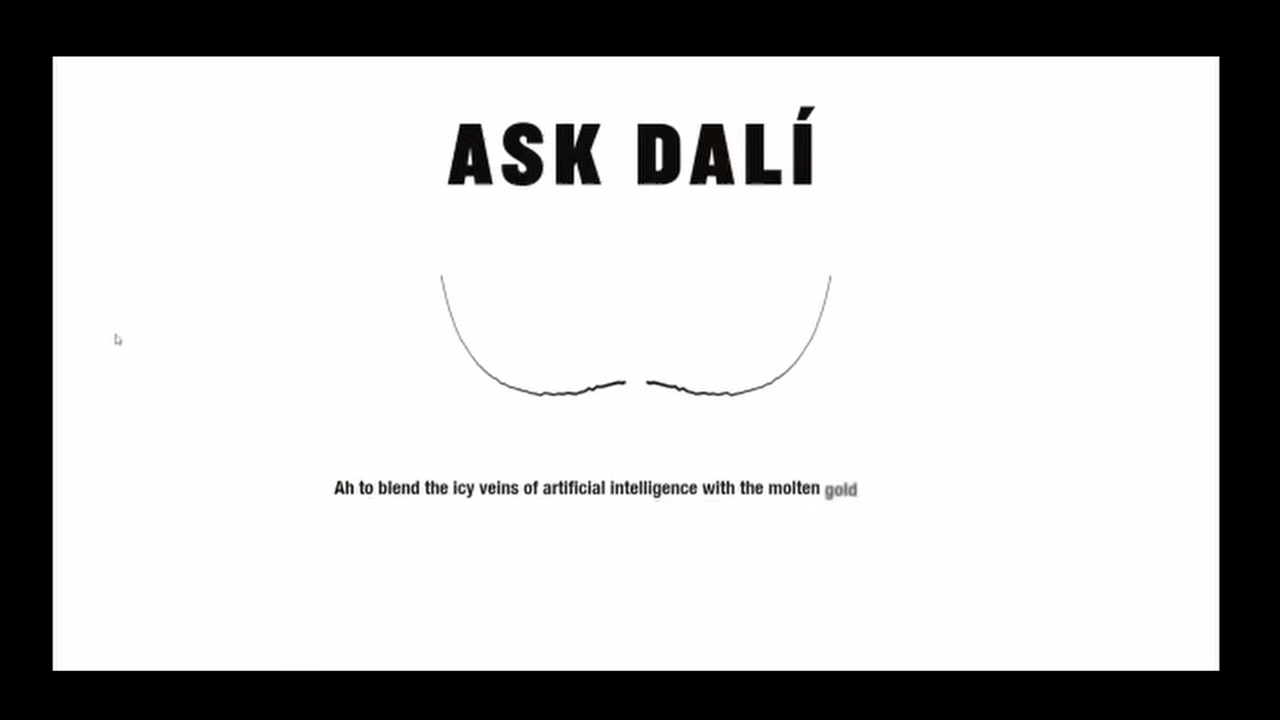 ASK DALÍ
Ah to blend the icy veins of artificial intelligence with the molten gold